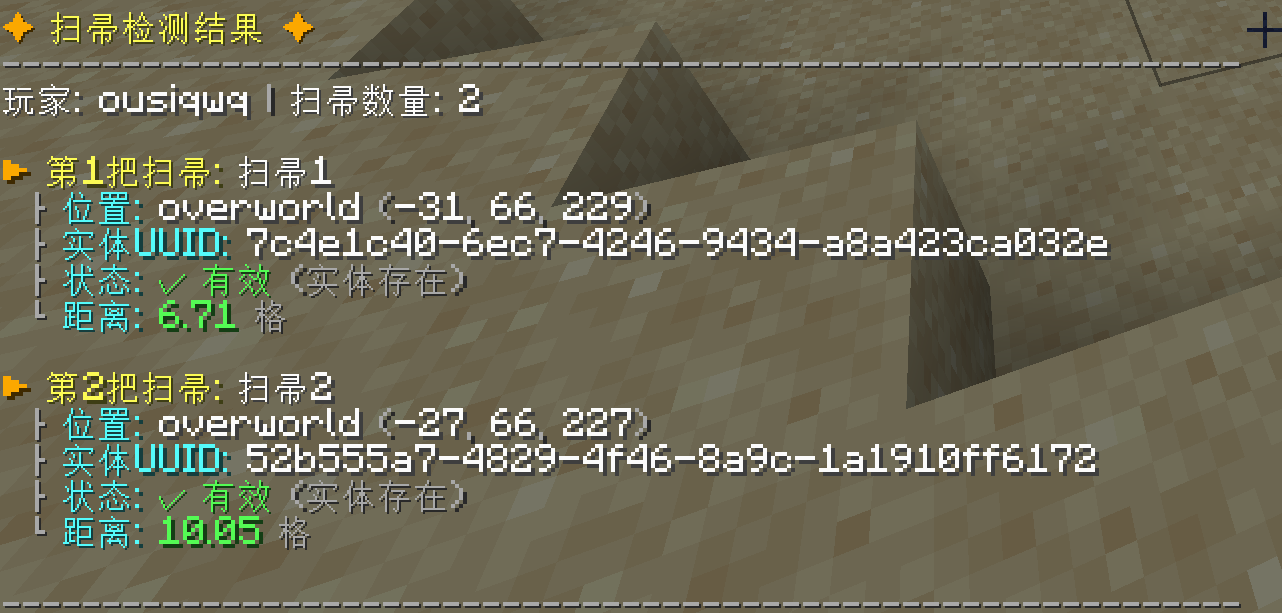 ✦ 扫帚检测结果 ✦
玩家: ousiqwq | 扫帚数量: 2
▶ 第1把扫帚: 扫帚1
├ 位置: overworld (-31, 66, 229)
├ 实体UUID: 7c4e1c40-6ec7-4246-9434-a8a423ca032e
├ 状态: ✓ 有效 (实体存在)
└ 距离: 6.71 格
▶ 第2把扫帚: 扫帚2
├ 位置: overworld (-27, 66, 227)
├ 实体UUID: 52b555a7-4829-4f46-8a9c-1a1910ff6172
├ 状态: ✓ 有效 (实体存在)
└ 距离: 10.05 格